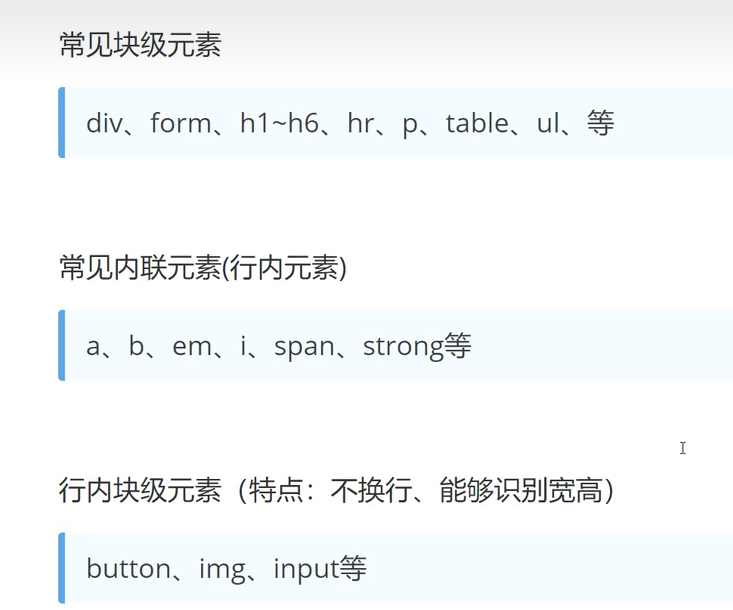 常见块级元素
div、form、h1~h6、hr、p、table、ul、等
常见内联元素(行内元素)
a、b、em、i、span、strong等
行内块级元素（特点：不换行、能够识别宽高）
button、img、input等